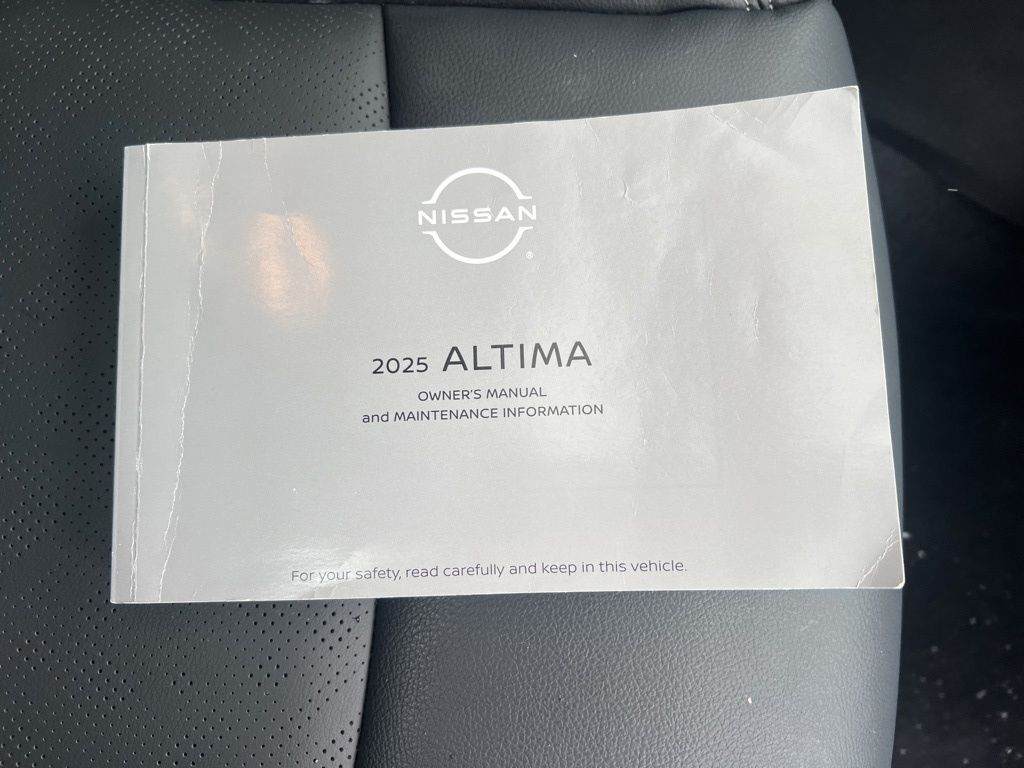 NISSAN
®
2025 ALTIMA
OWNER'S MANUAL
and MAINTENANCE INFORMATION
For your safety, read carefully and keep in this vehicle.